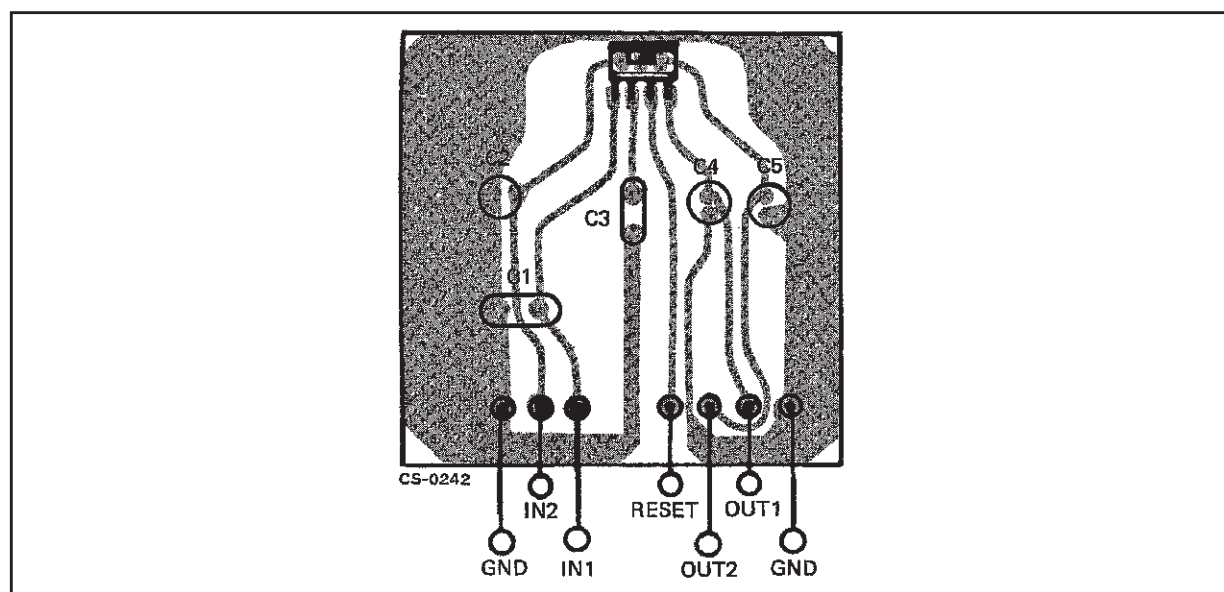 C2
C4
C5
C3
C1
CS-0242
IN2
RESET
OUT1
GND
IN1
OUT2
GND